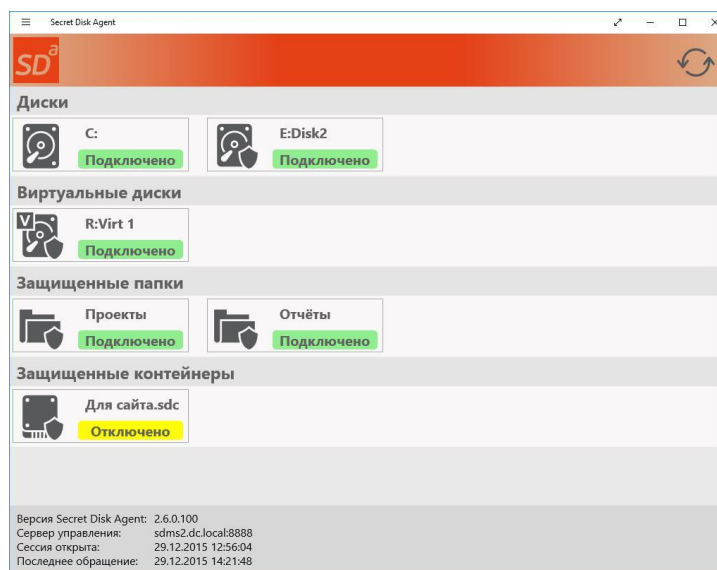 Secret Disk Agent
SDa
Диски
C:
Подключено
E:Disk2
Подключено
Виртуальные диски
V
R:Virt 1
Подключено
Защищенные папки
Проекты
Подключено
Отчёты
Подключено
Защищенные контейнеры
Для сайта.sdc
Отключено
Версия Secret Disk Agent: 2.6.0.100
Сервер управления: sdms2.dc.local:8888
Сессия открыта: 29.12.2015 12:56:04
Последнее обращение: 29.12.2015 14:21:48